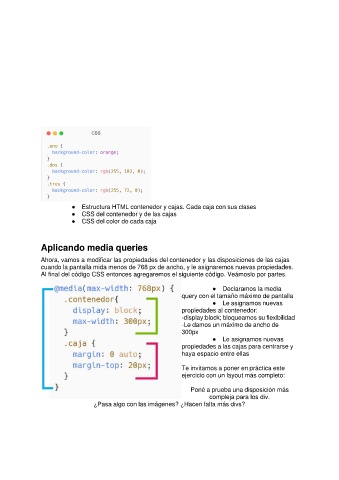 CSS
.uno {
background-color: orange;
}
.dos {
background-color: rgb(255, 102, 0);
}
.tres {
background-color: rgb(255, 72, 0);
}
● Estructura HTML contenedor y cajas. Cada caja con sus clases
● CSS del contenedor y de las cajas
● CSS del color de cada caja
Aplicando media queries
Ahora, vamos a modificar las propiedades del contenedor y las disposiciones de las cajas
cuando la pantalla mida menos de 768 px de ancho, y le asignaremos nuevas propiedades.
Al final del código CSS entonces agregaremos el siguiente código. Veámoslo por partes.
@media(max-width: 768px) {
.contenedor{
display: block;
max-width: 300px;
}
.caja {
margin: 0 auto;
margin-top: 20px;
}
}
● Declaramos la media
query con el tamaño máximo de pantalla
● Le asignamos nuevas
propiedades al contenedor:
-display:block; bloqueamos su flexibilidad
-Le damos un máximo de ancho de
300px
● Le asignamos nuevas
propiedades a las cajas para centrarse y
haya espacio entre ellas
Te invitamos a poner en práctica este
ejercicio con un layout más completo:
Poné a prueba una disposición más
compleja para los div.
¿Pasa algo con las imágenes? ¿Hacen falta más divs?